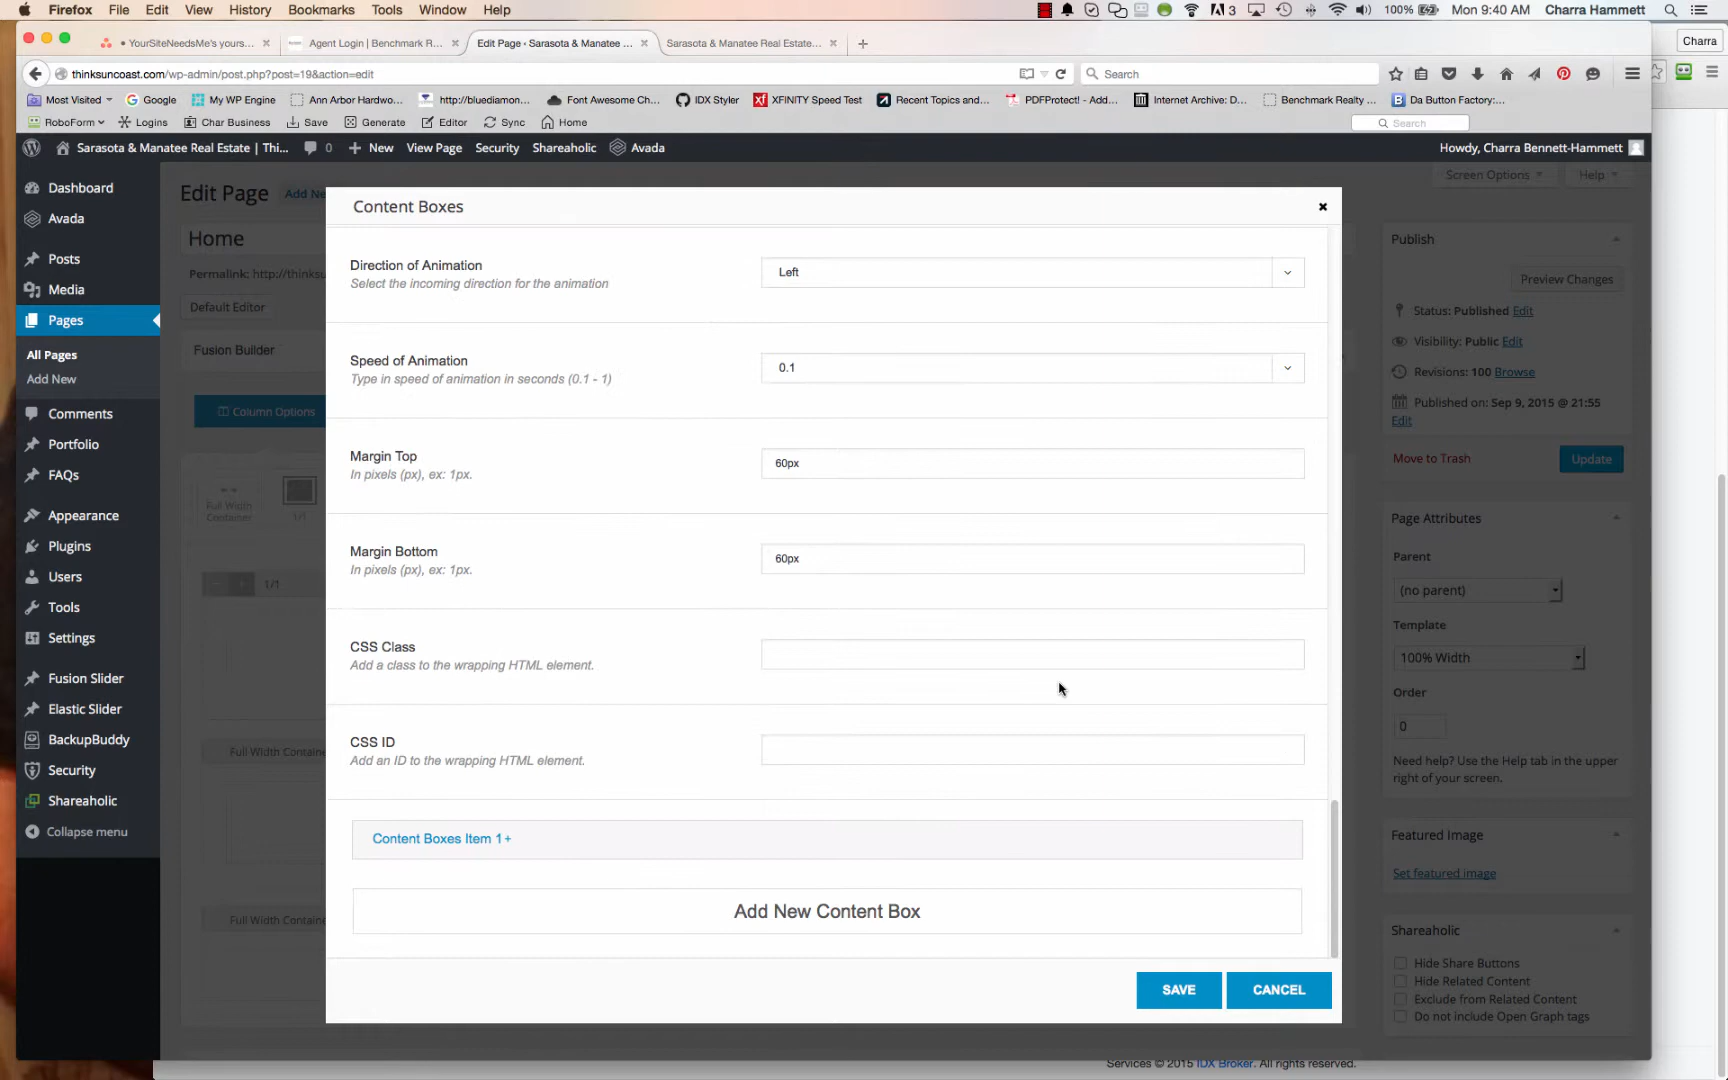 Firefox File Edit View History Bookmarks Tools Window Help 3 100% Mon 9:40 AM Charra Hammett
• YourSiteNeedsMe's yours... × Agent Login | Benchmark R... × Edit Page ‹ Sarasota & Manatee ... × Sarasota & Manatee Real Estate... × +
Charra
thinksuncoast.com/wp-admin/post.php?post=19&action=edit Search
Most Visited Google My WP Engine Ann Arbor Hardwo... http://bluediamon... Font Awesome Ch... IDX Styler XFINITY Speed Test Recent Topics and... PDFProtect! - Add... Internet Archive: D... Benchmark Realty ... Da Button Factory:...
RoboForm Logins Char Business Save Generate Editor Sync Home Search
Sarasota & Manatee Real Estate | Thi... 0 + New View Page Security Shareaholic Avada Howdy, Charra Bennett-Hammett
Dashboard
Avada
Posts
Media
Pages
All Pages
Add New
Comments
Portfolio
FAQs
Appearance
Plugins
Users
Tools
Settings
Fusion Slider
Elastic Slider
BackupBuddy
Security
Shareaholic
Collapse menu
Edit Page Add Ne
Screen Options Help
Home
Permalink: http://thinksu
Default Editor
Fusion Builder
Column Options
Full Width
Container
1/1
1/1
Full Width Containe
Full Width Containe
Content Boxes ×
Direction of Animation
Select the incoming direction for the animation
Left
Speed of Animation
Type in speed of animation in seconds (0.1 - 1)
0.1
Margin Top
In pixels (px), ex: 1px.
60px
Margin Bottom
In pixels (px), ex: 1px.
60px
CSS Class
Add a class to the wrapping HTML element.
CSS ID
Add an ID to the wrapping HTML element.
Content Boxes Item 1+
Add New Content Box
SAVE CANCEL
Publish
Preview Changes
Status: Published Edit
Visibility: Public Edit
Revisions: 100 Browse
Published on: Sep 9, 2015 @ 21:55
Edit
Move to Trash Update
Page Attributes
Parent
(no parent)
Template
100% Width
Order
0
Need help? Use the Help tab in the upper
right of your screen.
Featured Image
Set featured image
Shareaholic
Hide Share Buttons
Hide Related Content
Exclude from Related Content
Do not include Open Graph tags
Services © 2015 IDX Broker. All rights reserved.